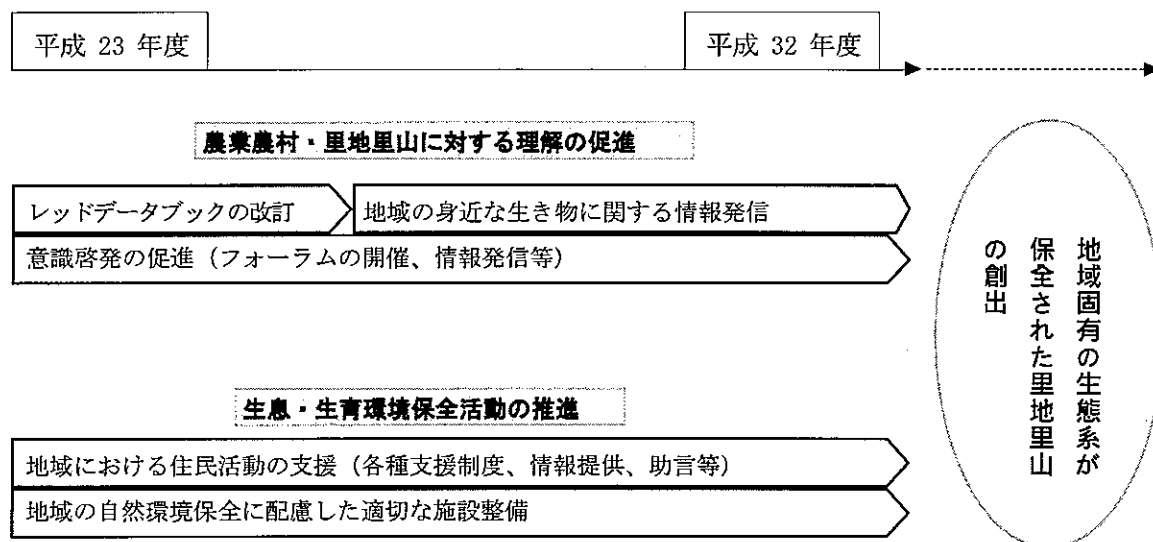 平成 23 年度
平成 32 年度
農業農村・里地里山に対する理解の促進
レッドデータブックの改訂
地域の身近な生き物に関する情報発信
意識啓発の促進（フォーラムの開催、情報発信等）
生息・生育環境保全活動の推進
地域における住民活動の支援（各種支援制度、情報提供、助言等）
地域の自然環境保全に配慮した適切な施設整備
地域固有の生態系が
保全された里地里山
の創出